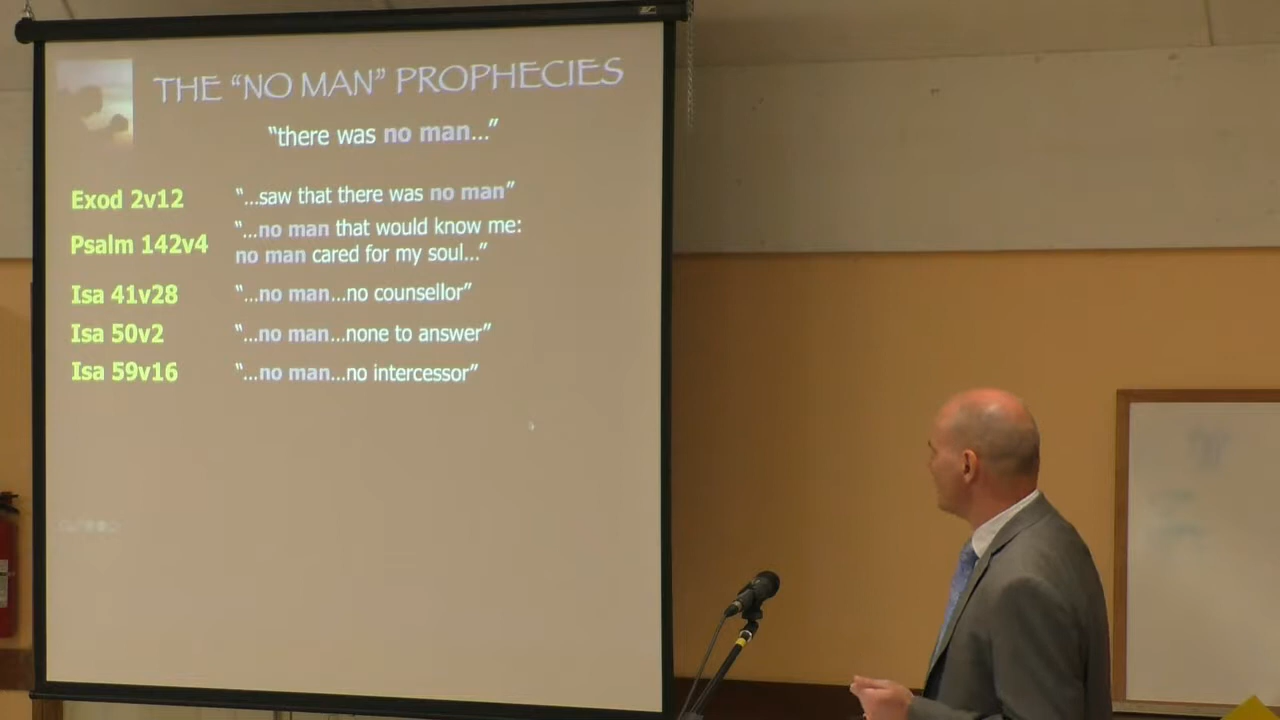 THE “NO MAN” PROPHECIES
“there was no man...”
Exod 2v12 “...saw that there was no man”
Psalm 142v4 “...no man that would know me:
no man cared for my soul...”
Isa 41v28 “...no man...no counsellor”
Isa 50v2 “...no man...none to answer”
Isa 59v16 “...no man...no intercessor”